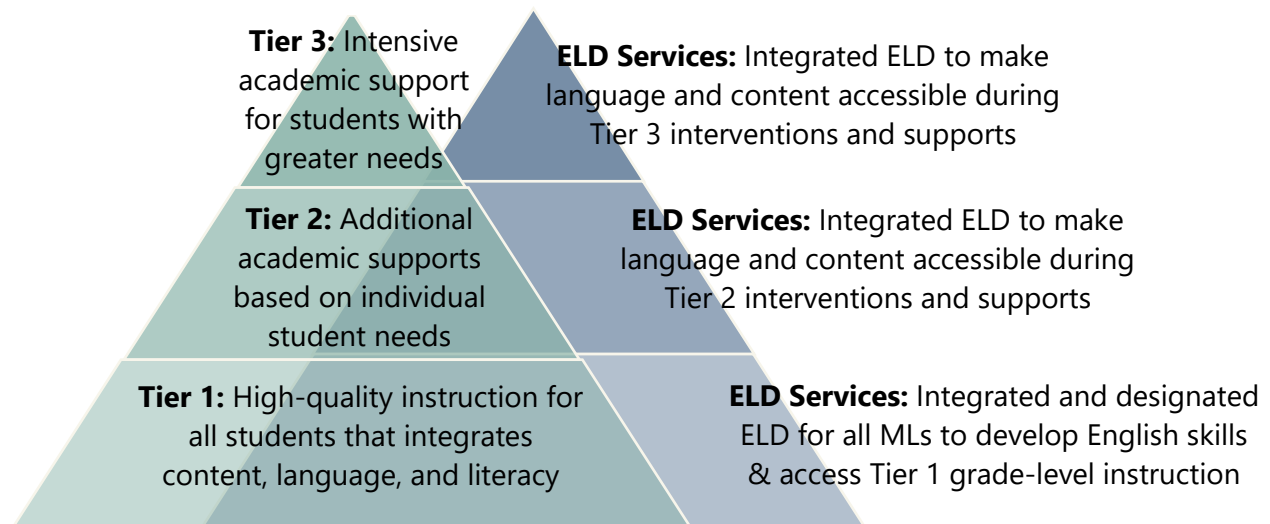 Tier 3: Intensive
academic support
for students with
greater needs
ELD Services: Integrated ELD to make
language and content accessible during
Tier 3 interventions and supports
Tier 2: Additional
academic supports
based on individual
student needs
ELD Services: Integrated ELD to make
language and content accessible during
Tier 2 interventions and supports
Tier 1: High-quality instruction for
all students that integrates
content, language, and literacy
ELD Services: Integrated and designated
ELD for all MLs to develop English skills
& access Tier 1 grade-level instruction